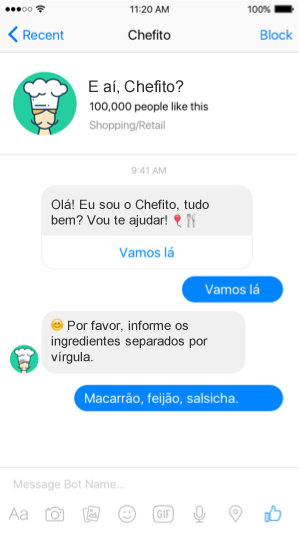 11:20 AM
100%
Recent
Chefito
Block
E aí, Chefito?
100,000 people like this
Shopping/Retail
9:41 AM
Olá! Eu sou o Chefito, tudo
bem? Vou te ajudar! 🎈🍴
Vamos lá
Vamos lá
😊 Por favor, informe os
ingredientes separados por
vírgula.
Macarrão, feijão, salsicha.
Message Bot Name...
Aa
GIF